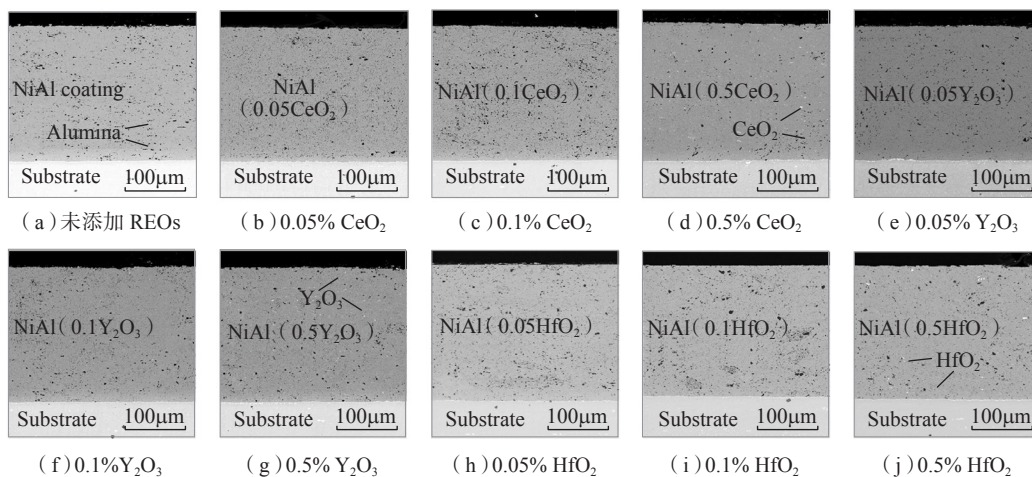 NiAl coating
Alumina
Substrate 100μm
NiAl
(0.05CeO₂)
Substrate 100μm
NiAl(0.1CeO₂)
Substrate 100μm
NiAl(0.5CeO₂)
CeO₂
Substrate 100μm
NiAl(0.05Y₂O₃)
Substrate 100μm
(a)未添加 REOs
(b)0.05% CeO₂
(c)0.1% CeO₂
(d)0.5% CeO₂
(e)0.05% Y₂O₃
NiAl(0.1Y₂O₃)
Substrate 100μm
Y₂O₃
NiAl(0.5Y₂O₃)
Substrate 100μm
NiAl(0.05HfO₂)
Substrate 100μm
NiAl(0.1HfO₂)
Substrate 100μm
NiAl(0.5HfO₂)
HfO₂
Substrate 100μm
(f)0.1%Y₂O₃
(g)0.5% Y₂O₃
(h)0.05% HfO₂
(i)0.1% HfO₂
(j)0.5% HfO₂